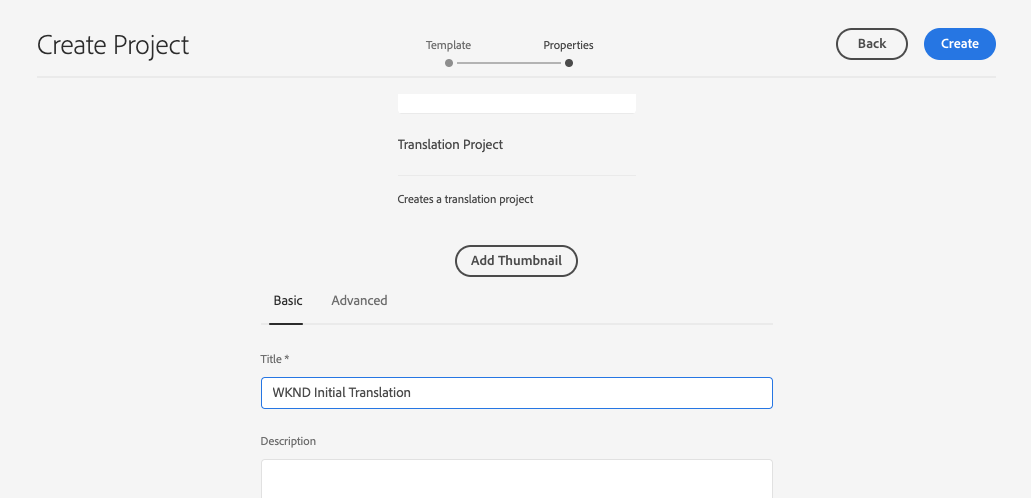 Create Project
Template Properties
Back Create
Translation Project
Creates a translation project
Add Thumbnail
Basic Advanced
Title *
WKND Initial Translation
Description